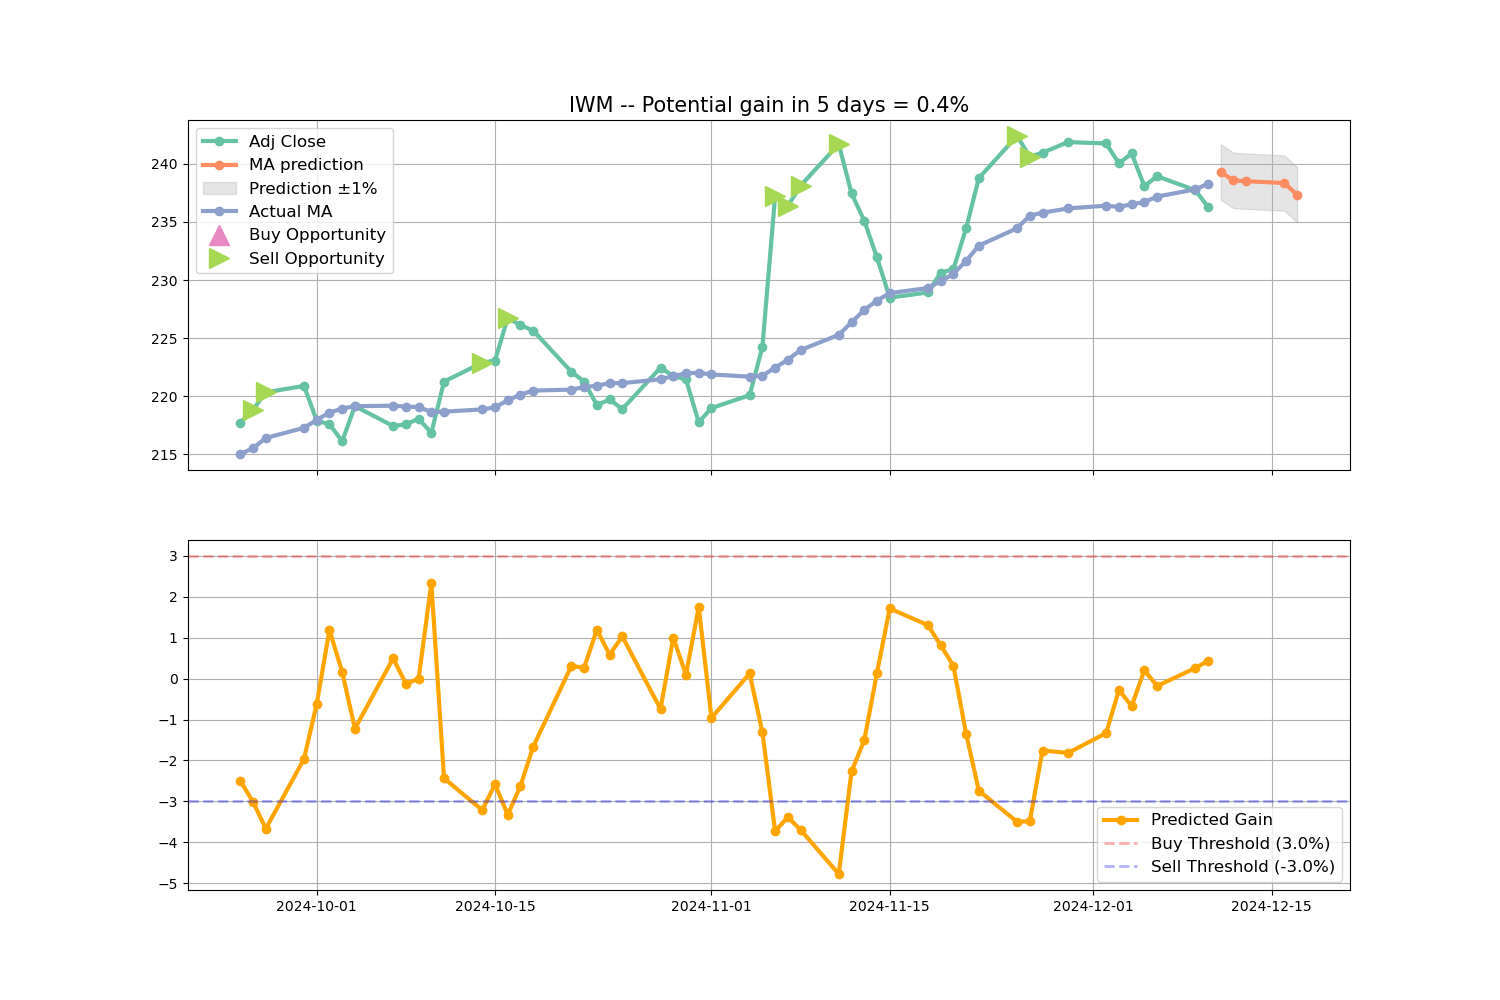 IWM -- Potential gain in 5 days = 0.4%
Adj Close
MA prediction
Prediction ±1%
Actual MA
Buy Opportunity
Sell Opportunity
240
235
230
225
220
215
3
2
1
0
−1
−2
−3
−4
−5
Predicted Gain
Buy Threshold (3.0%)
Sell Threshold (-3.0%)
2024-10-01 2024-10-15 2024-11-01 2024-11-15 2024-12-01 2024-12-15